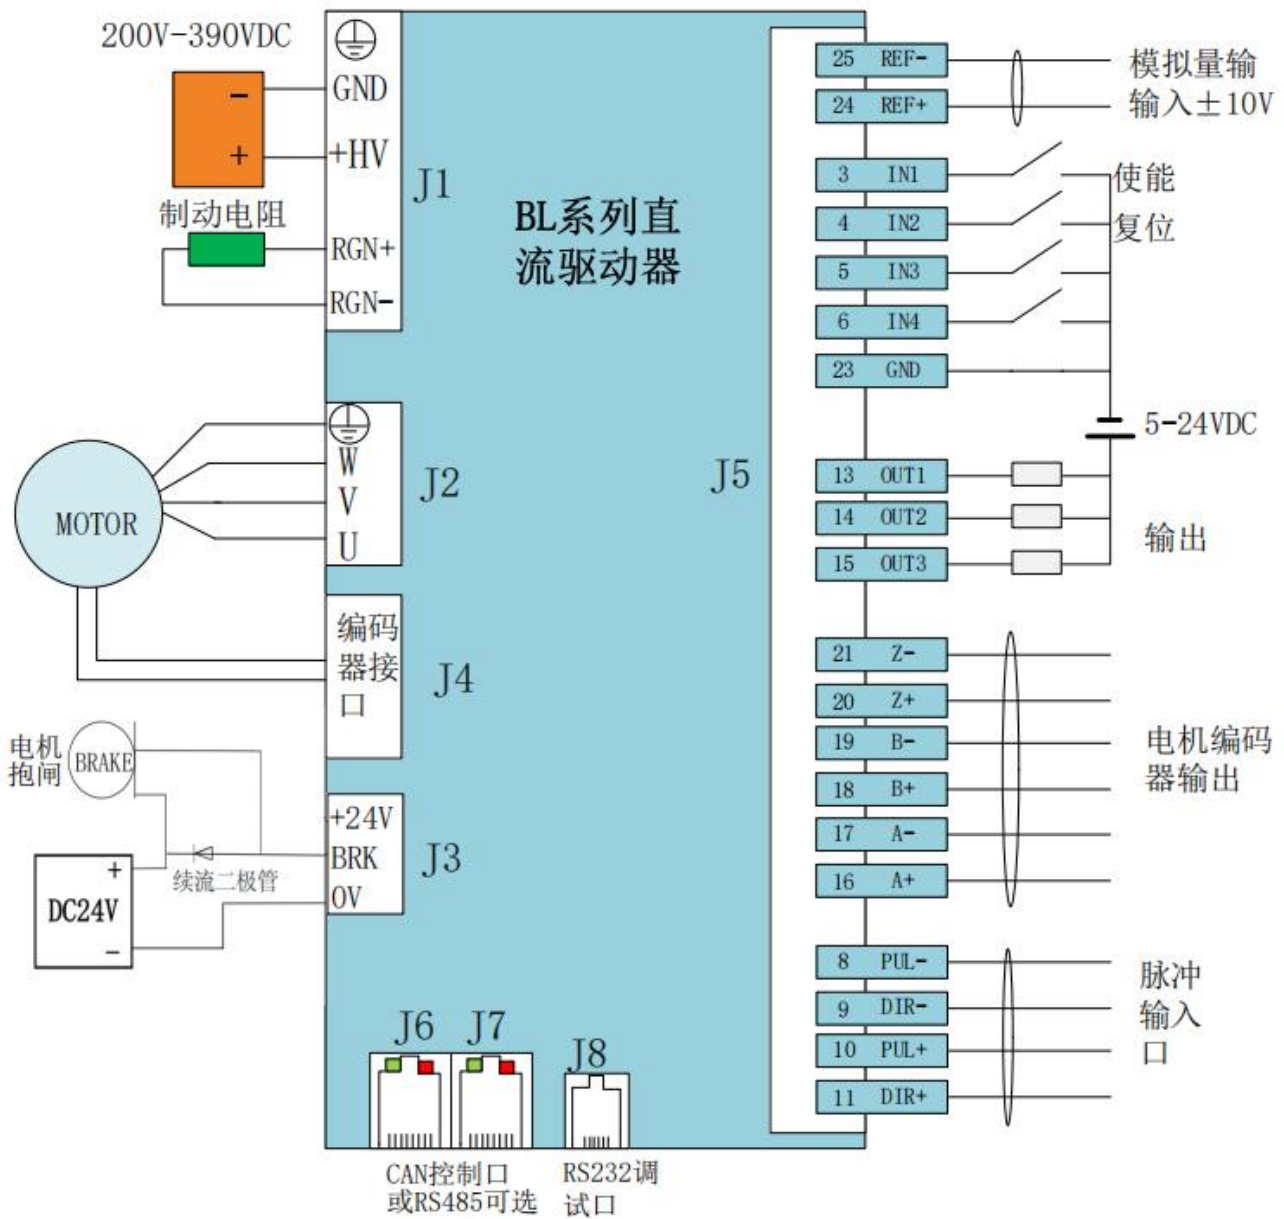 200V-390VDC
GND
-
+HV
+
J1
制动电阻
RGN+
RGN-
BL系列直
流驱动器
MOTOR
W
V
U
J2
编码
器接
口
J4
电机
抱闸
BRAKE
+24V
BRK
0V
J3
续流二极管
DC24V
+
-
J6
J7
J8
CAN控制口
或RS485可选
RS232调
试口
J5
25 REF-
24 REF+
模拟量输
输入±10V
3 IN1
使能
4 IN2
复位
5 IN3
6 IN4
23 GND
5-24VDC
13 OUT1
14 OUT2
15 OUT3
输出
21 Z-
20 Z+
19 B-
18 B+
17 A-
16 A+
电机编码
器输出
8 PUL-
9 DIR-
10 PUL+
11 DIR+
脉冲
输入
口